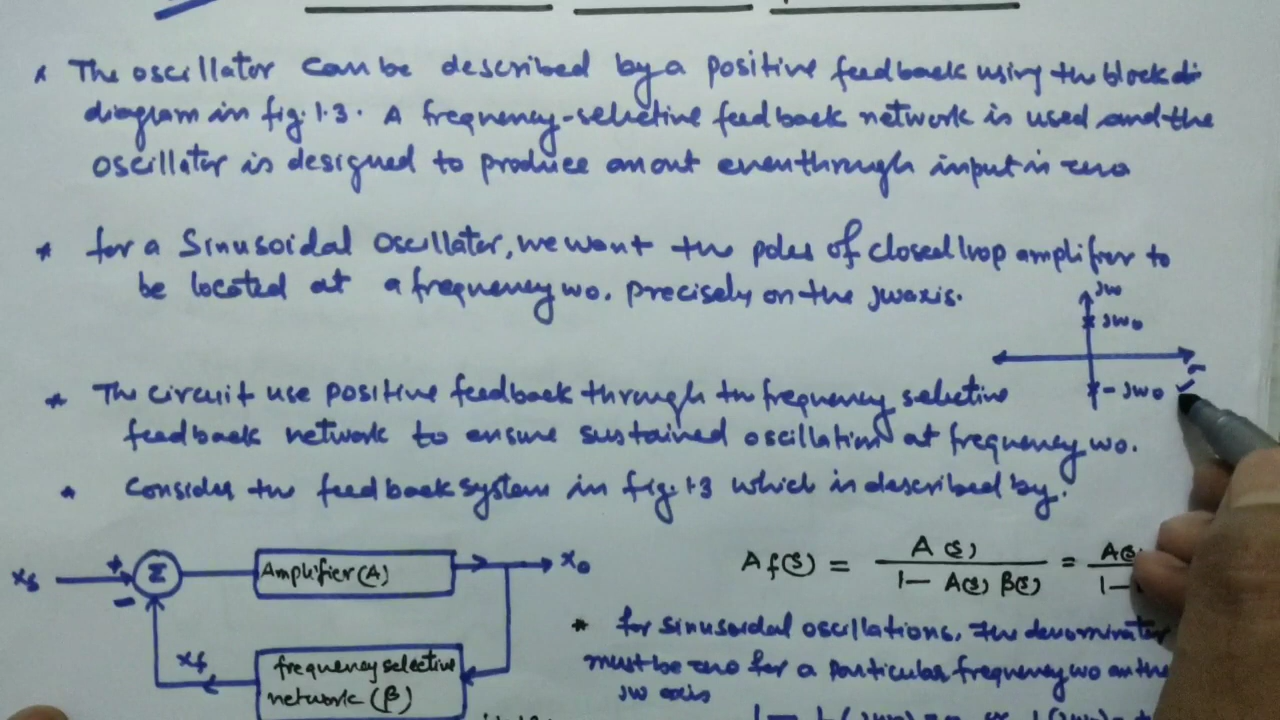 * The oscillator can be described by a positive feedback using the block di
diagram in fig. 1.3. A frequency-selective feedback network is used and the
oscillator is designed to produce an out eventhrough input is zero
* for a Sinusoidal Oscillator, we want the poles of closed loop amplifier to
be located at a frequency wo. precisely on the jw axis.
jw
jwo
σ
- jwo
* The circuit use positive feedback through the frequency selective
feedback network to ensure sustained oscillation at frequency wo.
* Consider the feedback system in fig. 1.3 which is described by.
Xs + Σ - Amplifier (A) Xo
Af(s) = A(s) / 1 - A(s) β(s) = A(s) / 1 -
Xf frequency selective
network (β)
* for sinusoidal oscillations, the denominator
must be zero for a particular frequency wo on the
jw axis